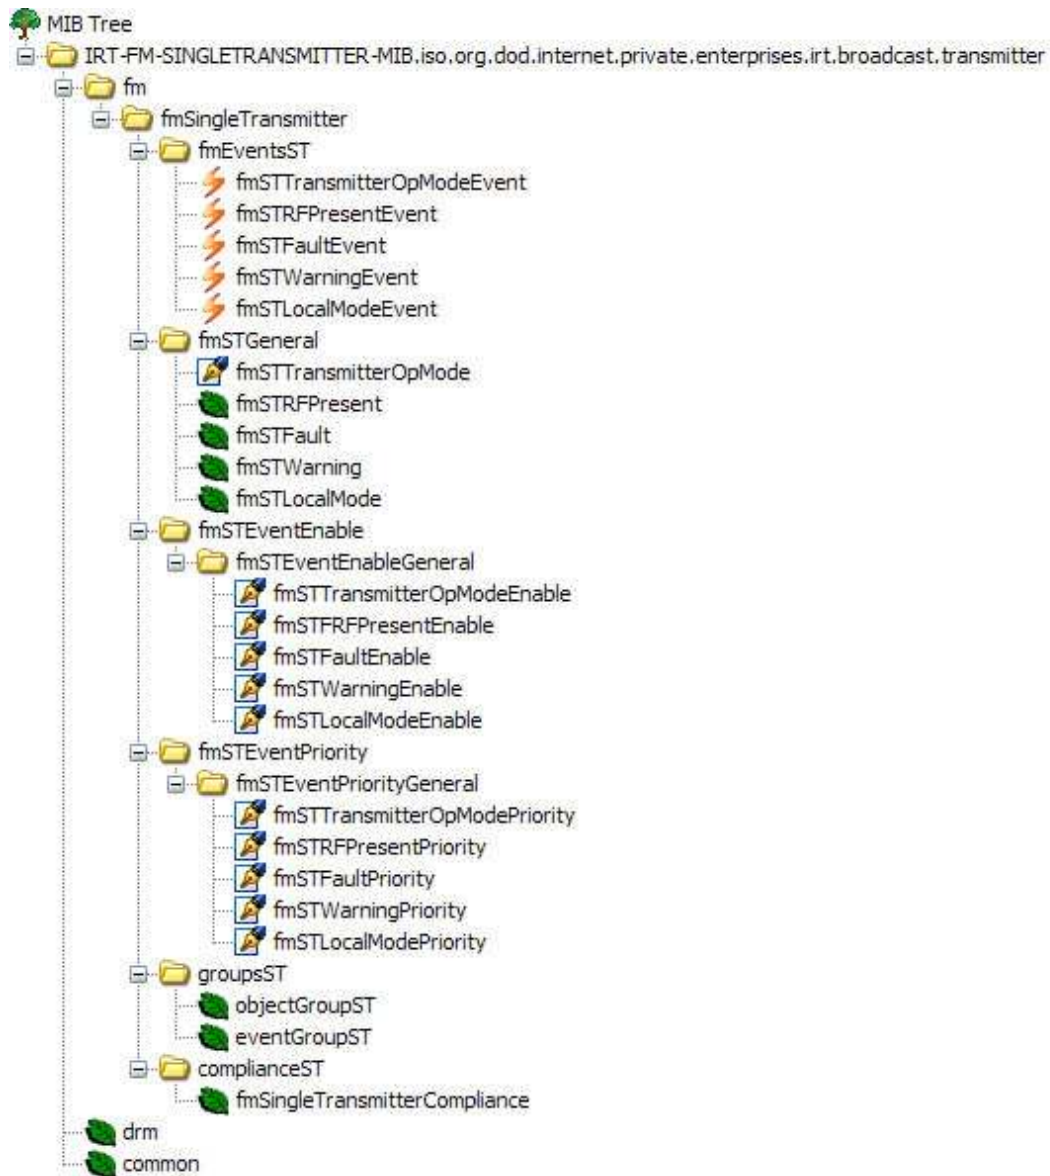 MIB Tree
IRT-FM-SINGLETRANSMITTER-MIB.iso.org.dod.internet.private.enterprises.irt.broadcast.transmitter
fm
fmSingleTransmitter
fmEventsST
fmSTTransmitterOpModeEvent
fmSTRFPresentEvent
fmSTFaultEvent
fmSTWarningEvent
fmSTLocalModeEvent
fmSTGeneral
fmSTTransmitterOpMode
fmSTRFPresent
fmSTFault
fmSTWarning
fmSTLocalMode
fmSTEventEnable
fmSTEventEnableGeneral
fmSTTransmitterOpModeEnable
fmSTFRFPresentEnable
fmSTFaultEnable
fmSTWarningEnable
fmSTLocalModeEnable
fmSTEventPriority
fmSTEventPriorityGeneral
fmSTTransmitterOpModePriority
fmSTRFPresentPriority
fmSTFaultPriority
fmSTWarningPriority
fmSTLocalModePriority
groupsST
objectGroupST
eventGroupST
complianceST
fmSingleTransmitterCompliance
drm
common